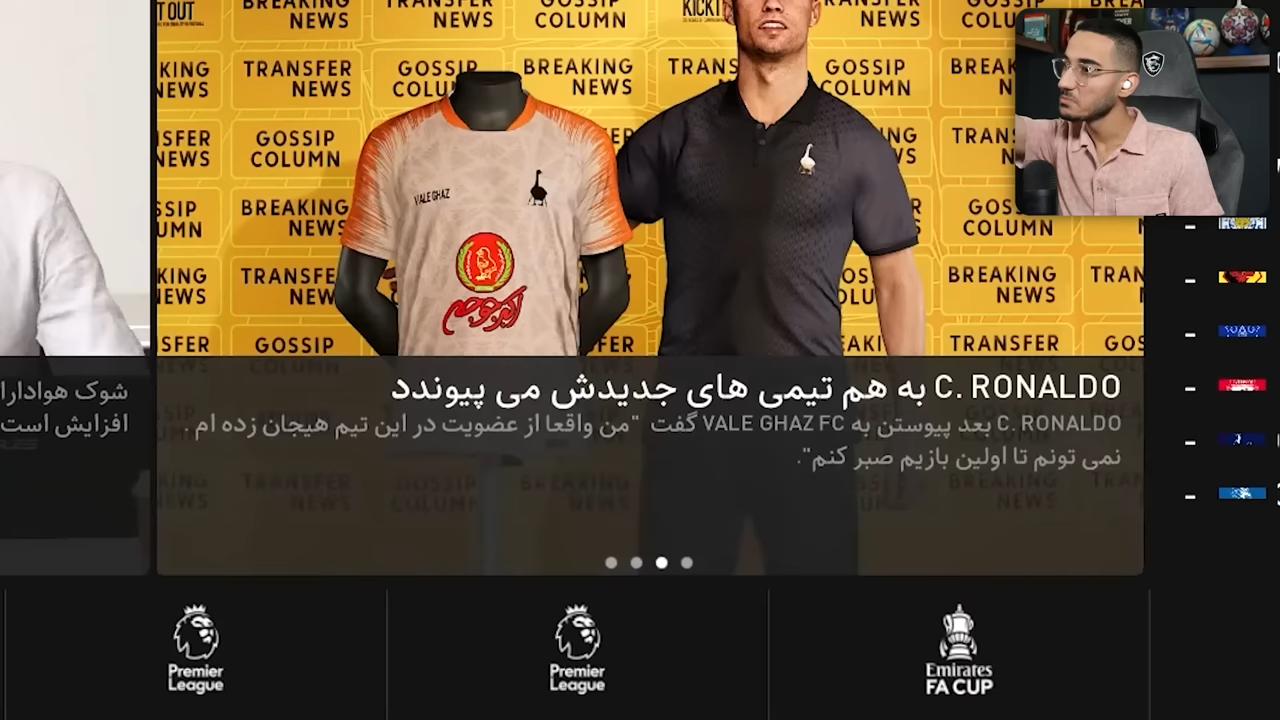 BREAKING NEWS
TRANSFER NEWS
GOSSIP COLUMN
VALE GHAZ
اکبر جوجه
C. RONALDO به هم تیمی های جدیدش می پیوندد
C. RONALDO بعد پیوستن به VALE GHAZ FC گفت "من واقعا از عضویت در این تیم هیجان زده ام .
نمی تونم تا اولین بازیم صبر کنم".
شوک هوادارا
افزایش است
Premier League
Premier League
Emirates FA CUP